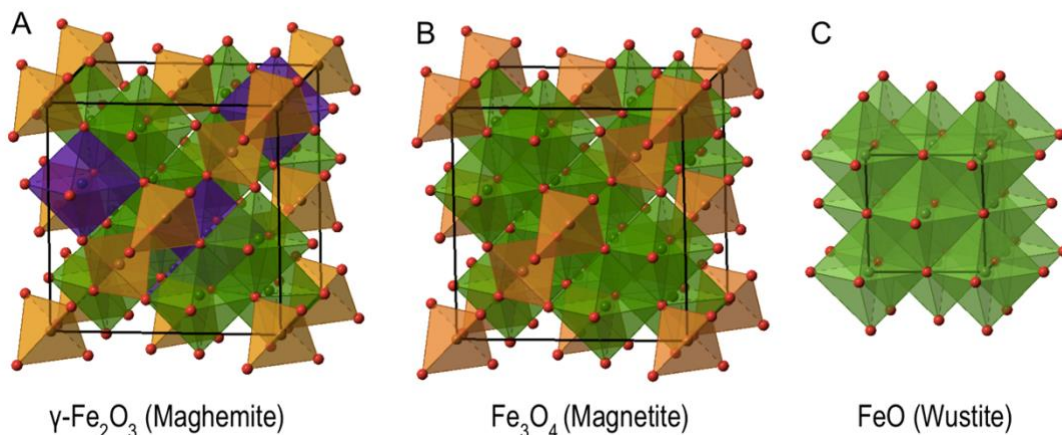 A
B
C
γ-Fe₂O₃ (Maghemite)
Fe₃O₄ (Magnetite)
FeO (Wustite)